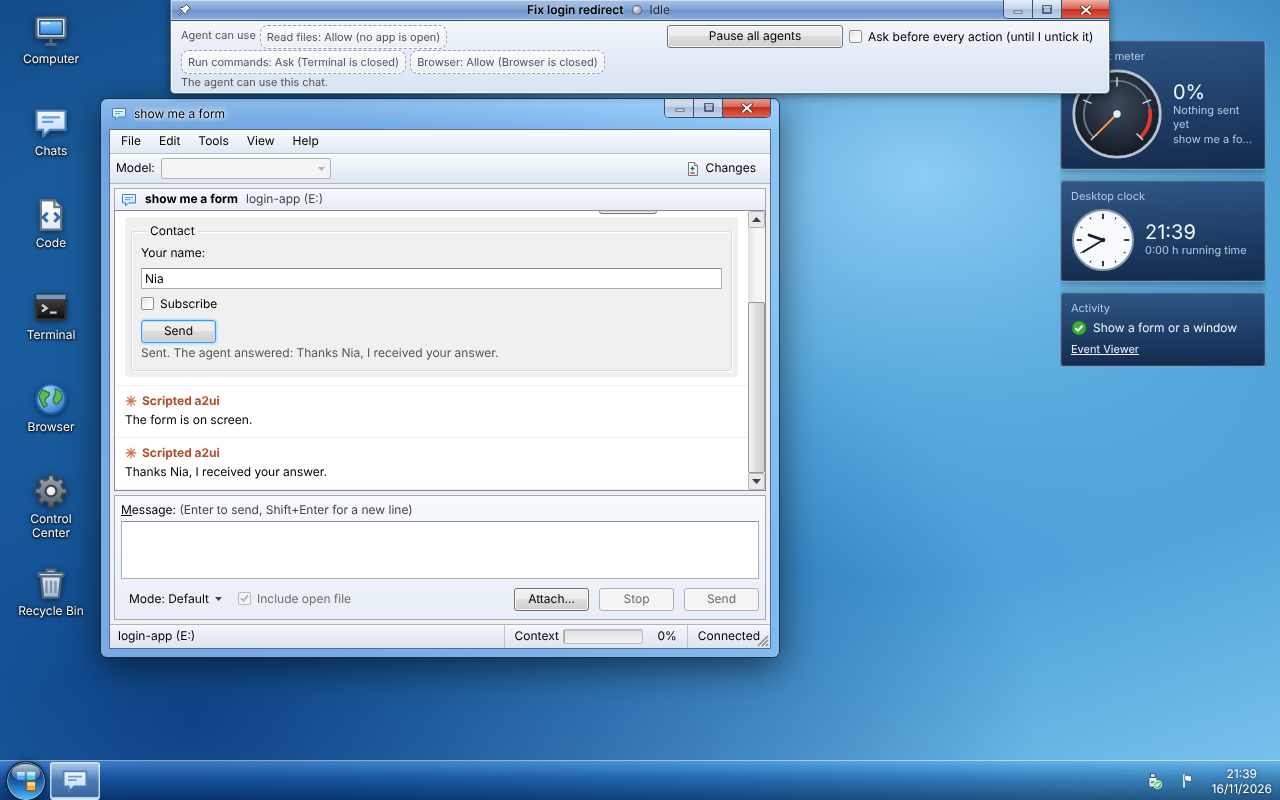 Fix login redirect Idle
Agent can use Read files: Allow (no app is open)
Run commands: Ask (Terminal is closed) Browser: Allow (Browser is closed)
The agent can use this chat.
Pause all agents
Ask before every action (until I untick it)
Computer
Chats
Code
Terminal
Browser
Control
Center
Recycle Bin
show me a form
File Edit Tools View Help
Model:
Changes
show me a form login-app (E:)
Contact
Your name:
Nia
Subscribe
Send
Sent. The agent answered: Thanks Nia, I received your answer.
Scripted a2ui
The form is on screen.
Scripted a2ui
Thanks Nia, I received your answer.
Message: (Enter to send, Shift+Enter for a new line)
Mode: Default
Include open file
Attach...
Stop
Send
login-app (E:)
Context 0%
Connected
meter
0%
Nothing sent
yet
show me a fo...
Desktop clock
21:39
0:00 h running time
Activity
Show a form or a window
Event Viewer
21:39
16/11/2026